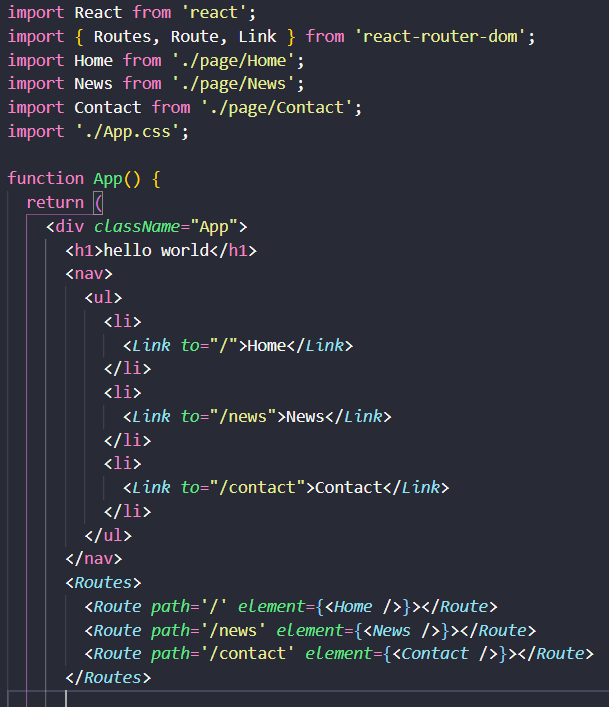 import React from 'react';
import { Routes, Route, Link } from 'react-router-dom';
import Home from './page/Home';
import News from './page/News';
import Contact from './page/Contact';
import './App.css';

function App() {
  return (
    <div className="App">
      <h1>hello world</h1>
      <nav>
        <ul>
          <li>
            <Link to="/">Home</Link>
          </li>
          <li>
            <Link to="/news">News</Link>
          </li>
          <li>
            <Link to="/contact">Contact</Link>
          </li>
        </ul>
      </nav>
      <Routes>
        <Route path='/' element={<Home />}></Route>
        <Route path='/news' element={<News />}></Route>
        <Route path='/contact' element={<Contact />}></Route>
      </Routes>